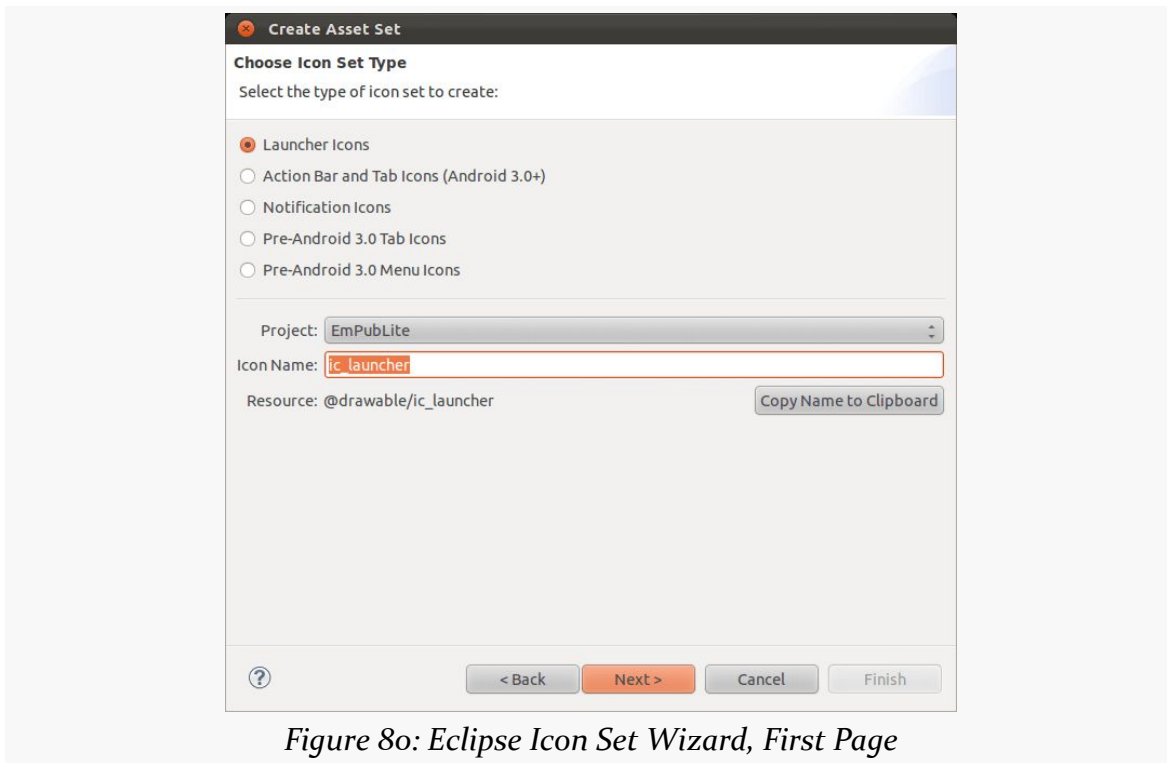 Create Asset Set
Choose Icon Set Type
Select the type of icon set to create:
Launcher Icons
Action Bar and Tab Icons (Android 3.0+)
Notification Icons
Pre-Android 3.0 Tab Icons
Pre-Android 3.0 Menu Icons
Project: EmPubLite
Icon Name: ic_launcher
Resource: @drawable/ic_launcher Copy Name to Clipboard
? < Back Next > Cancel Finish
Figure 80: Eclipse Icon Set Wizard, First Page